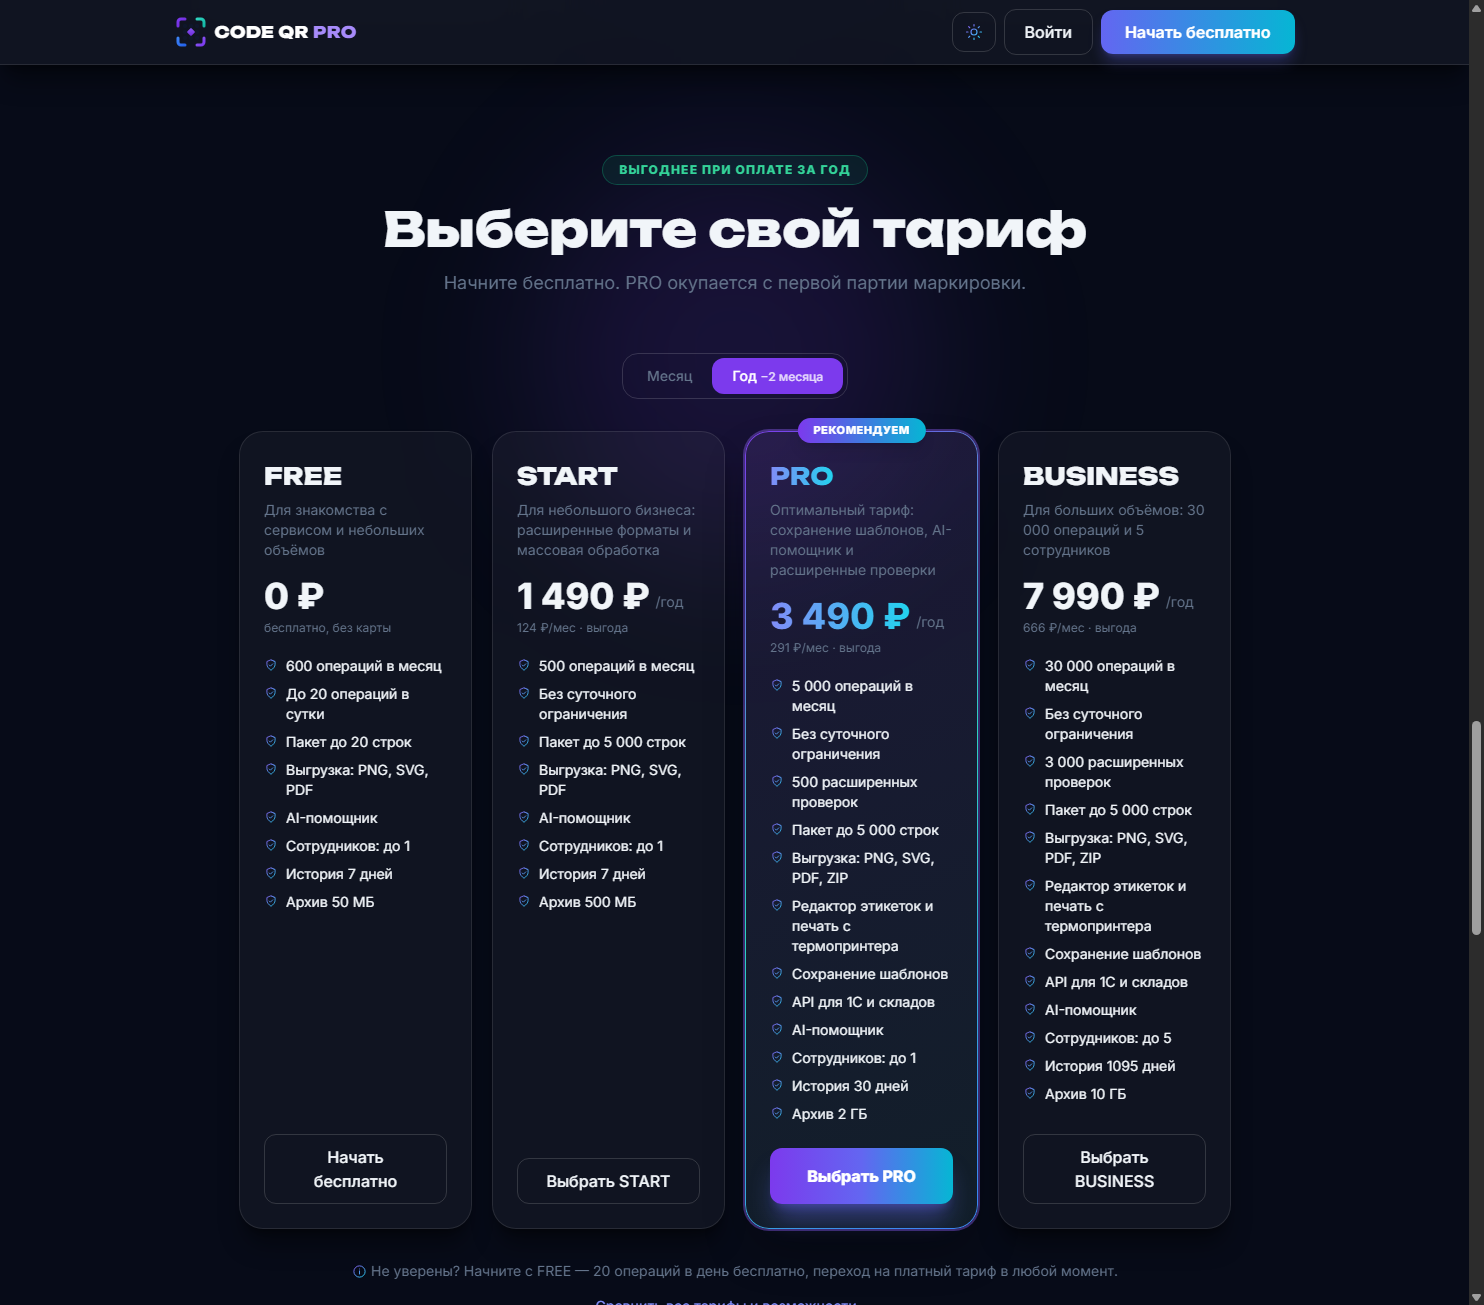 CODE QR PRO
Войти
Начать бесплатно
ВЫГОДНЕЕ ПРИ ОПЛАТЕ ЗА ГОД
Выберите свой тариф
Начните бесплатно. PRO окупается с первой партии маркировки.
Месяц
Год −2 месяца
FREE
Для знакомства с
сервисом и небольших
объёмов
0 ₽
бесплатно, без карты
600 операций в месяц
До 20 операций в
сутки
Пакет до 20 строк
Выгрузка: PNG, SVG,
PDF
AI-помощник
Сотрудников: до 1
История 7 дней
Архив 50 МБ
Начать
бесплатно
START
Для небольшого бизнеса:
расширенные форматы и
массовая обработка
1 490 ₽ /год
124 ₽/мес · выгода
500 операций в месяц
Без суточного
ограничения
Пакет до 5 000 строк
Выгрузка: PNG, SVG,
PDF
AI-помощник
Сотрудников: до 1
История 7 дней
Архив 500 МБ
Выбрать START
РЕКОМЕНДУЕМ
PRO
Оптимальный тариф:
сохранение шаблонов, AI-
помощник и
расширенные проверки
3 490 ₽ /год
291 ₽/мес · выгода
5 000 операций в
месяц
Без суточного
ограничения
500 расширенных
проверок
Пакет до 5 000 строк
Выгрузка: PNG, SVG,
PDF, ZIP
Редактор этикеток и
печать с
термопринтера
Сохранение шаблонов
API для 1С и складов
AI-помощник
Сотрудников: до 1
История 30 дней
Архив 2 ГБ
Выбрать PRO
BUSINESS
Для больших объёмов: 30
000 операций и 5
сотрудников
7 990 ₽ /год
666 ₽/мес · выгода
30 000 операций в
месяц
Без суточного
ограничения
3 000 расширенных
проверок
Пакет до 5 000 строк
Выгрузка: PNG, SVG,
PDF, ZIP
Редактор этикеток и
печать с
термопринтера
Сохранение шаблонов
API для 1С и складов
AI-помощник
Сотрудников: до 5
История 1095 дней
Архив 10 ГБ
Выбрать
BUSINESS
Не уверены? Начните с FREE — 20 операций в день бесплатно, переход на платный тариф в любой момент.
Сравнить все тарифы и возможности